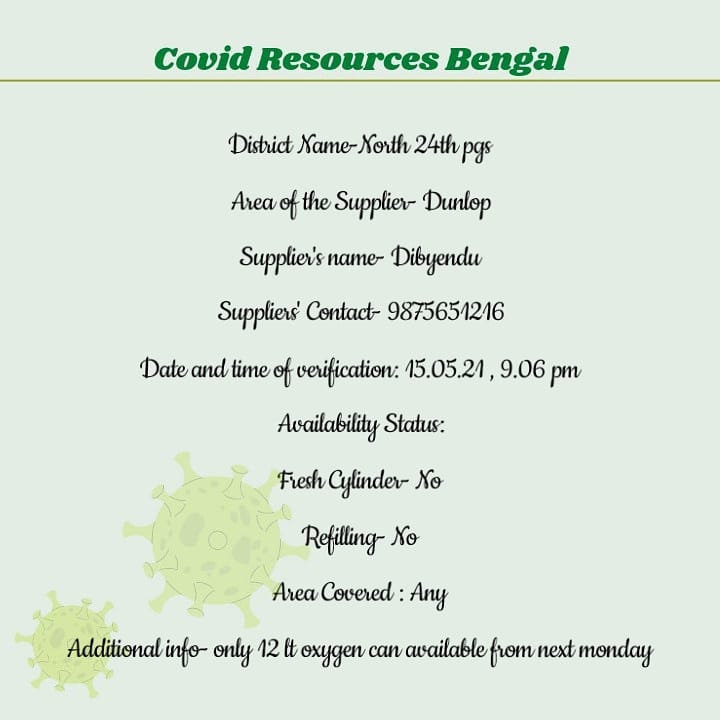 Covid Resources Bengal
District Name-North 24th pgs
Area of the Supplier- Dunlop
Supplier's name- Dibyendu
Suppliers' Contact- 9875651216
Date and time of verification: 15.05.21 , 9.06 pm
Availability Status:
Fresh Cylinder- No
Refilling- No
Area Covered : Any
Additional info- only 12 lt oxygen can available from next monday